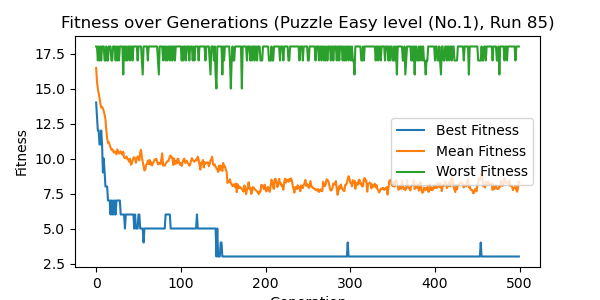 Fitness over Generations (Puzzle Easy level (No.1), Run 85)
17.5
15.0
12.5
10.0
7.5
5.0
2.5
Fitness
Best Fitness
Mean Fitness
Worst Fitness
0 100 200 300 400 500
Generation